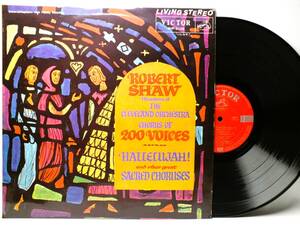 LIVING STEREO
VICTOR
ROBERT
SHAW
THE
CLEVELAND ORCHESTRA
CHORUS OF
200 VOICES
HALLELUJAH!
and other great
SACRED CHORUSES
VICTOR